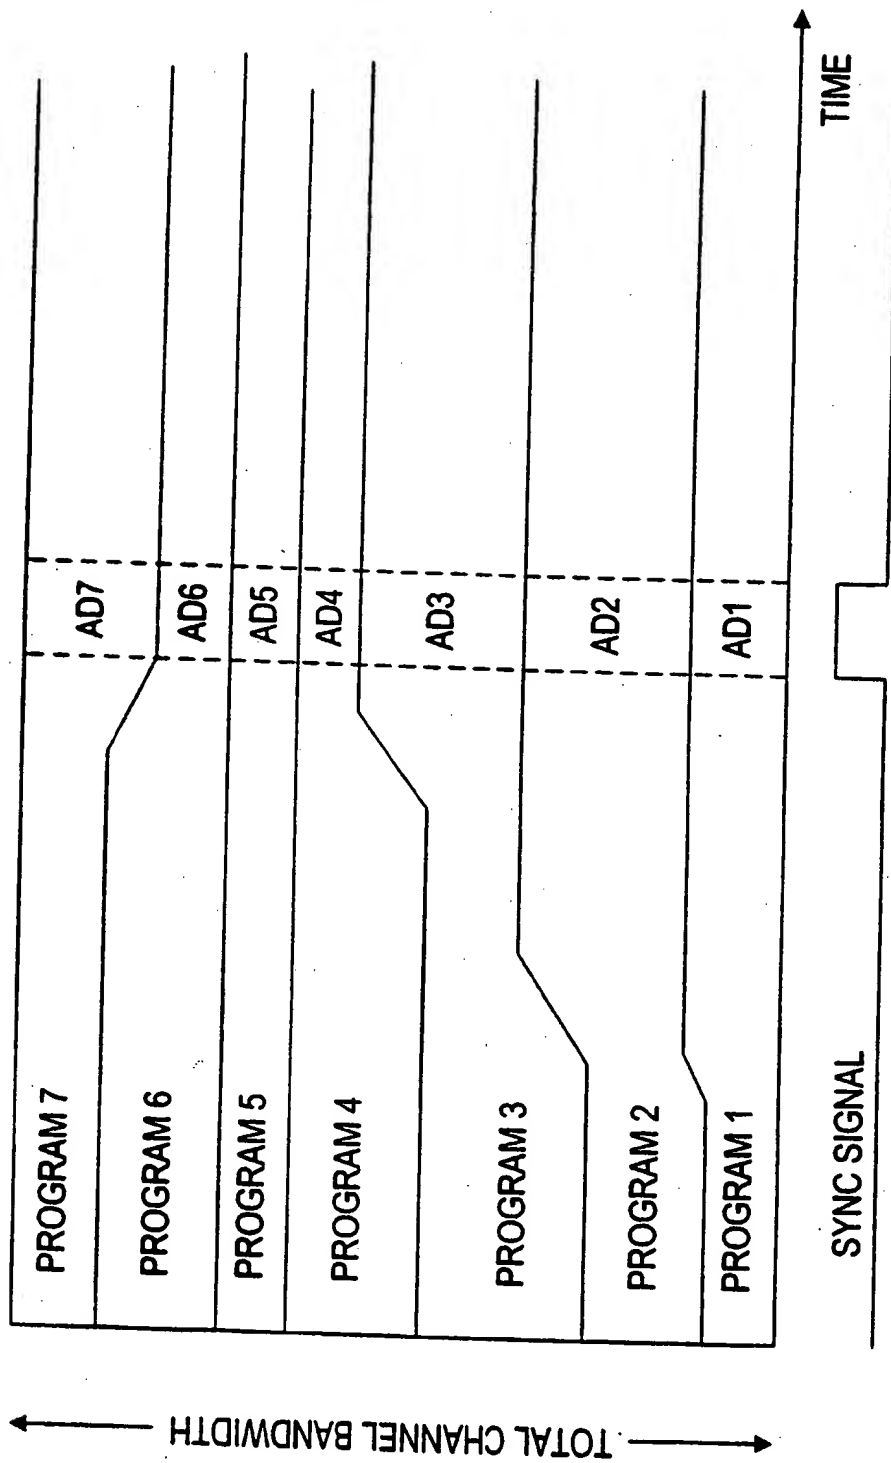 TOTAL CHANNEL BANDWIDTH
PROGRAM 7
AD7
PROGRAM 6
AD6
PROGRAM 5
AD5
PROGRAM 4
AD4
PROGRAM 3
AD3
PROGRAM 2
AD2
PROGRAM 1
AD1
TIME
SYNC SIGNAL